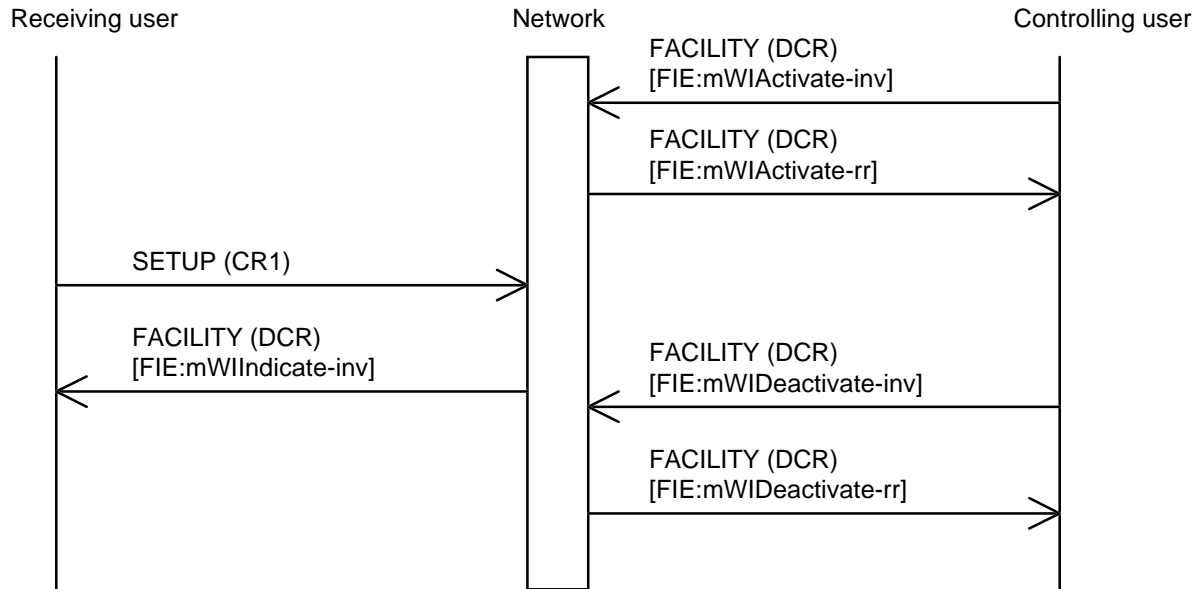 Receiving user
Network
Controlling user
FACILITY (DCR)
[FIE:mWIActivate-inv]
FACILITY (DCR)
[FIE:mWIActivate-rr]
SETUP (CR1)
FACILITY (DCR)
[FIE:mWIIndicate-inv]
FACILITY (DCR)
[FIE:mWIDeactivate-inv]
FACILITY (DCR)
[FIE:mWIDeactivate-rr]